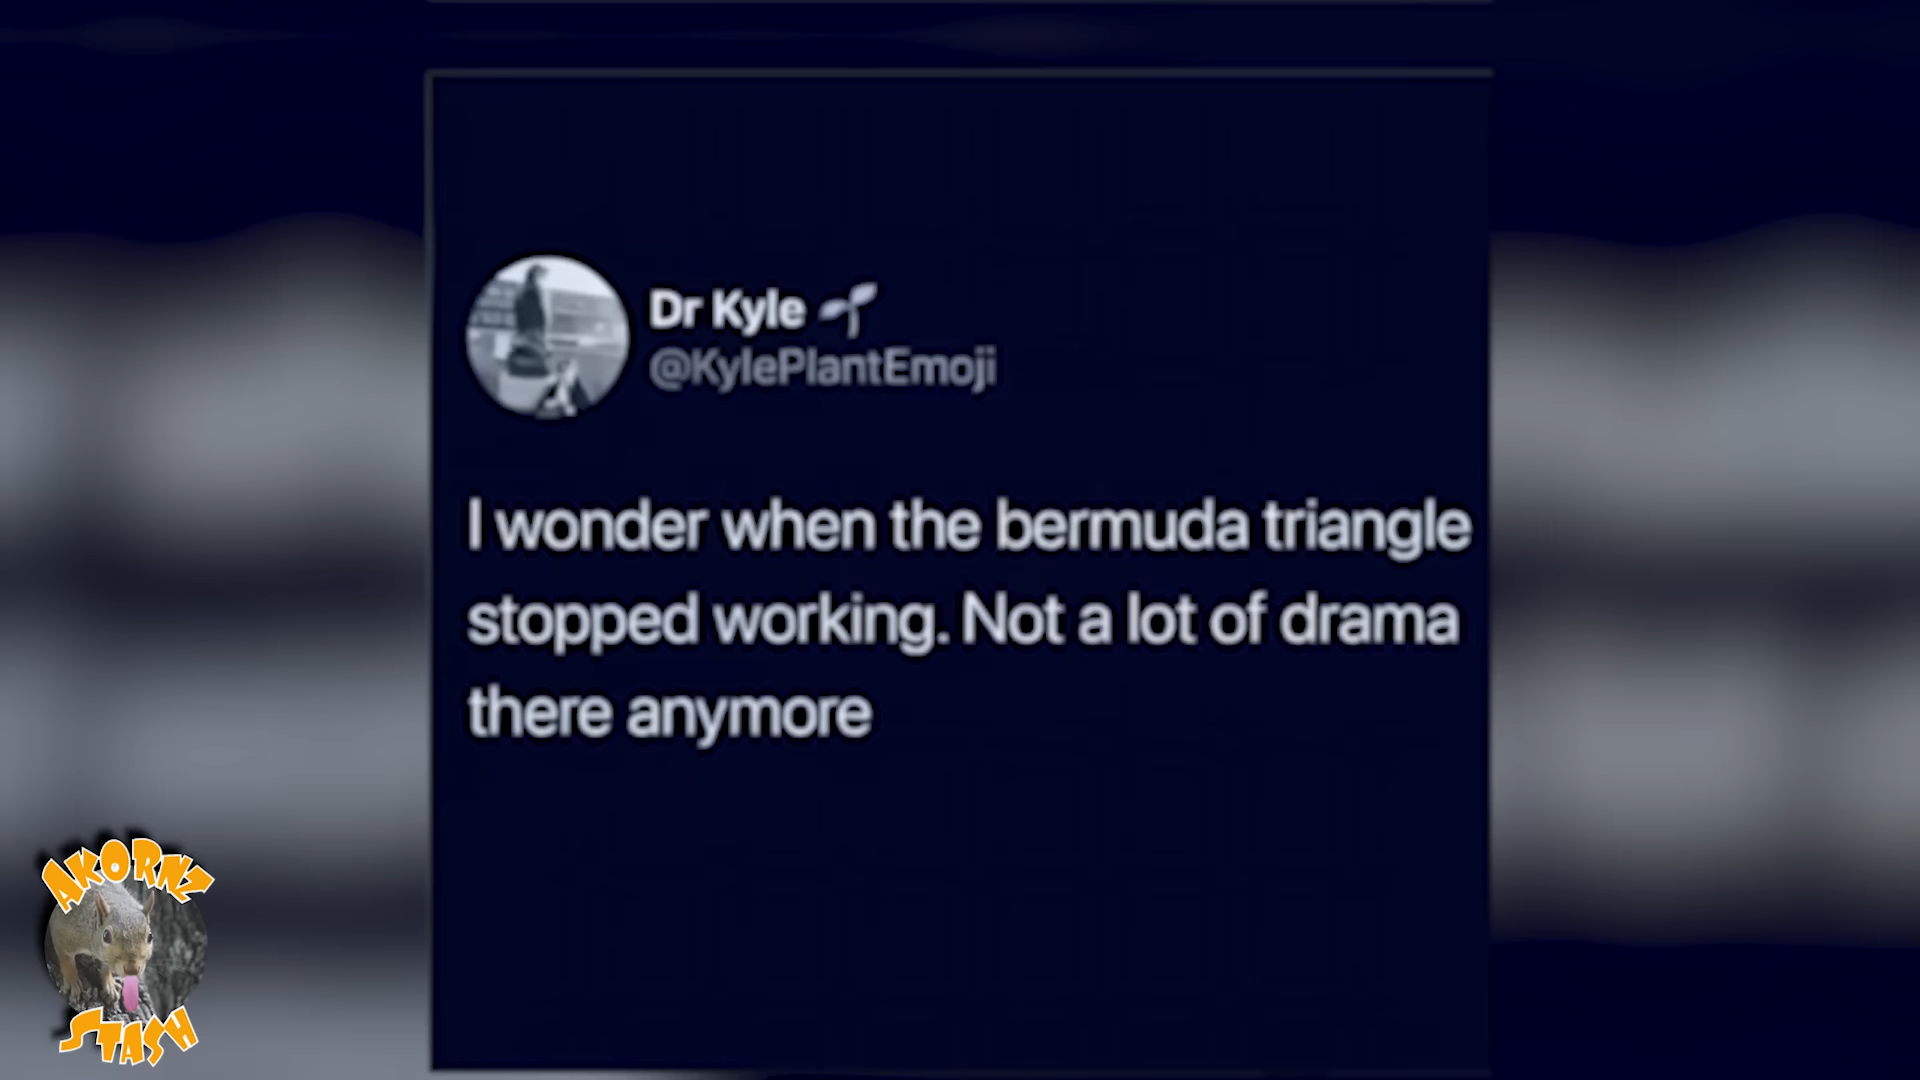 Dr Kyle 🌱
@KylePlantEmoji
I wonder when the bermuda triangle
stopped working. Not a lot of drama
there anymore
AKORNZ
STASH